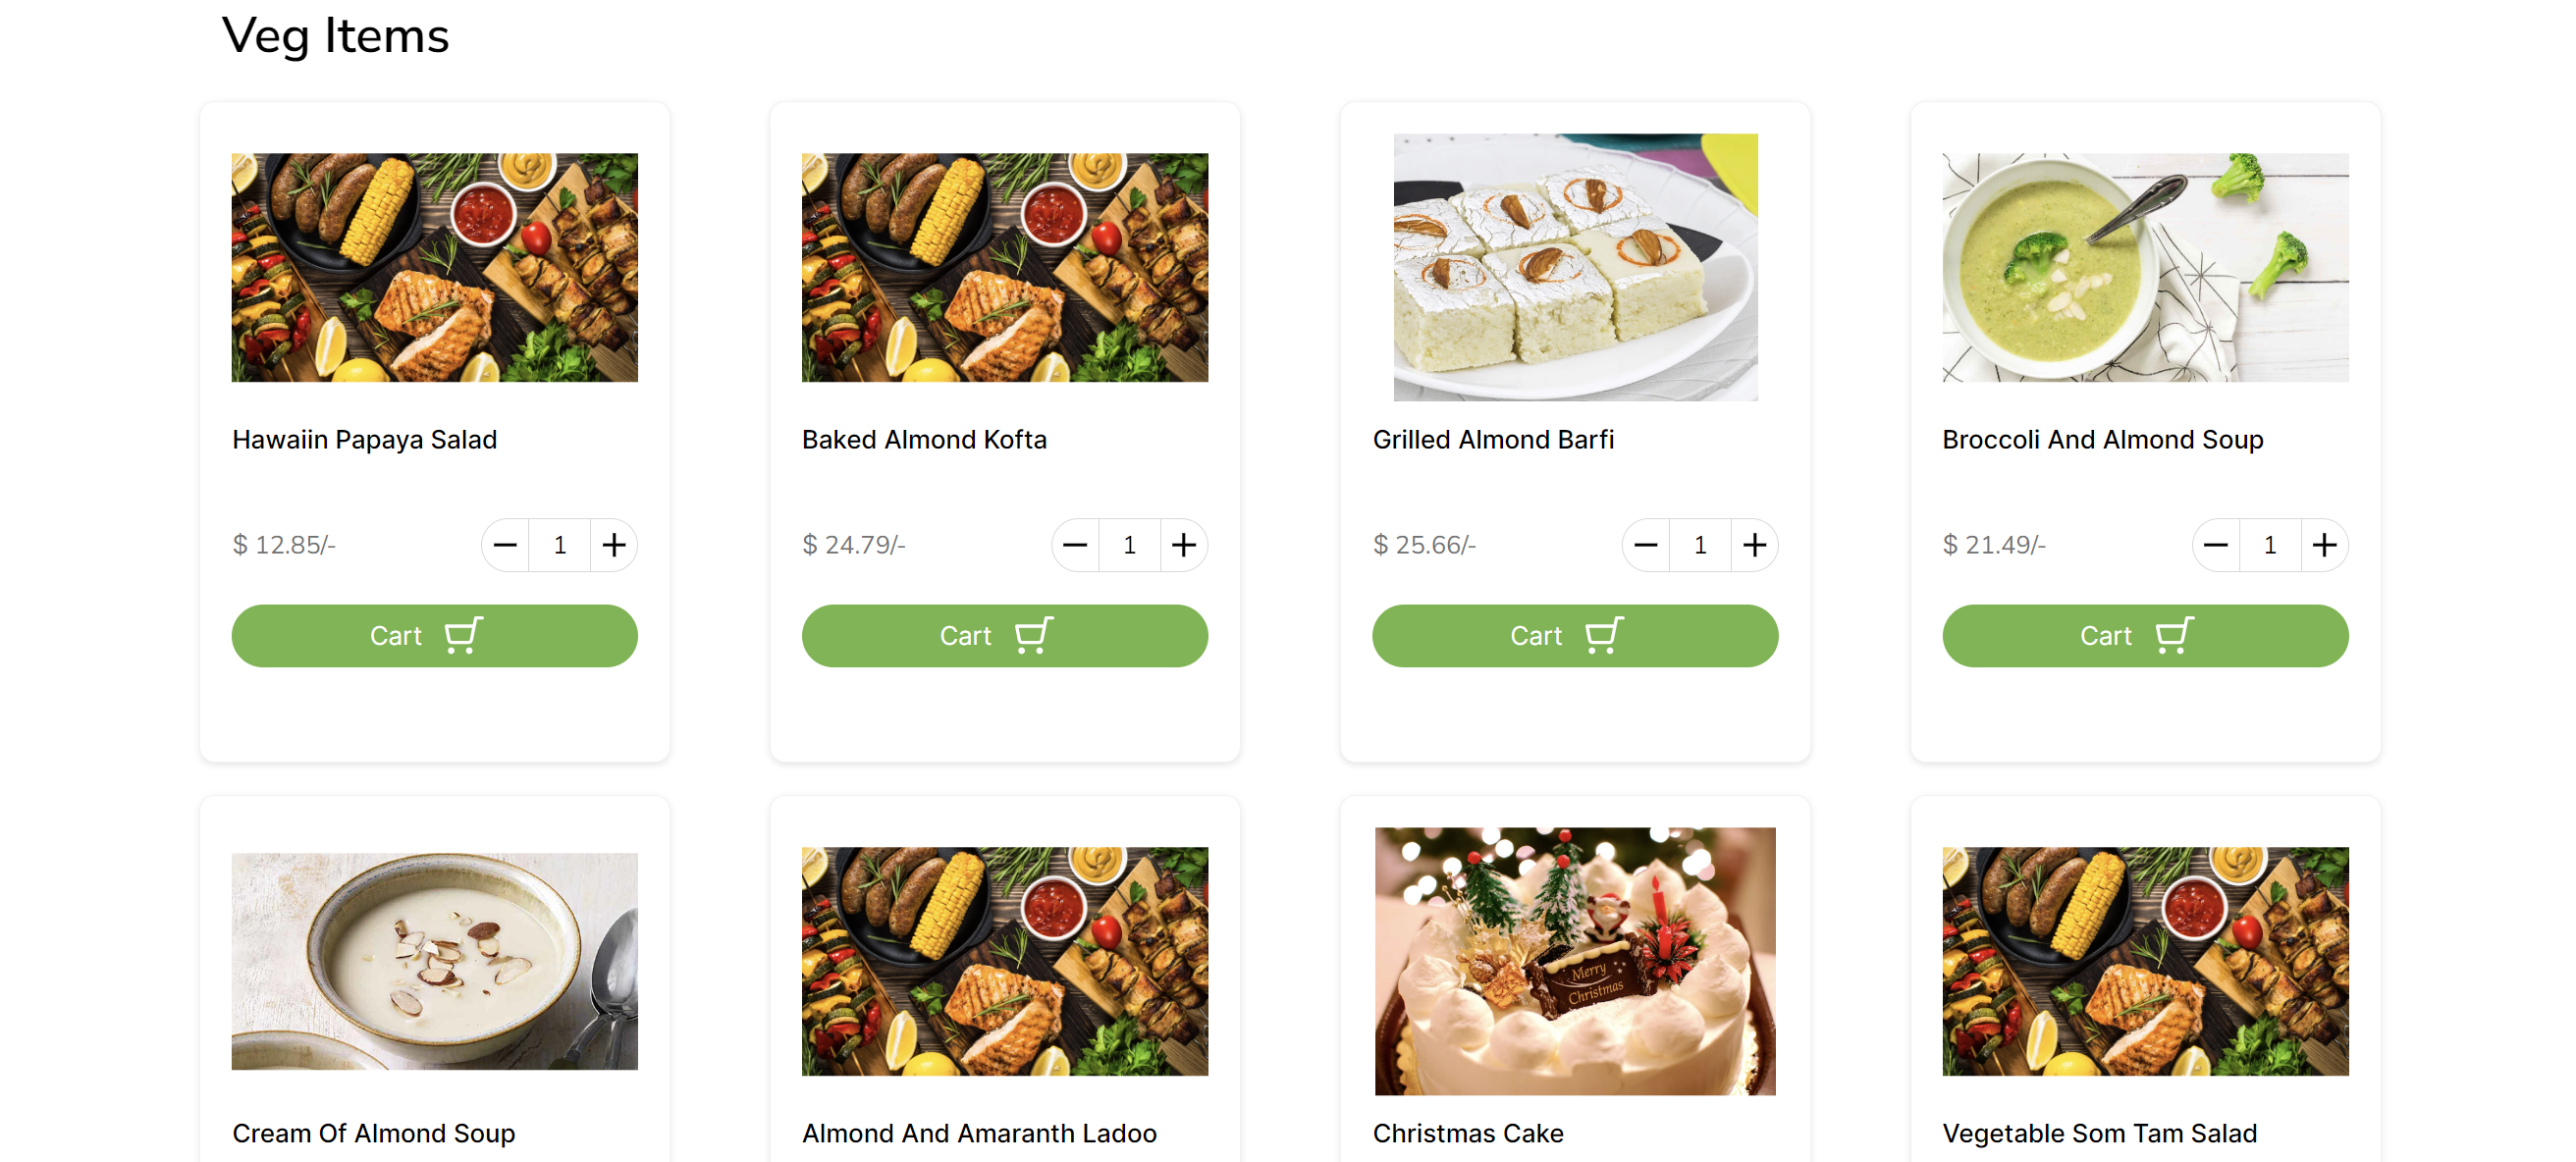 Veg Items
Hawaiin Papaya Salad
$ 12.85/-
1
Cart
Baked Almond Kofta
$ 24.79/-
1
Cart
Grilled Almond Barfi
$ 25.66/-
1
Cart
Broccoli And Almond Soup
$ 21.49/-
1
Cart
Cream Of Almond Soup
Almond And Amaranth Ladoo
Merry
Christmas
Christmas Cake
Vegetable Som Tam Salad